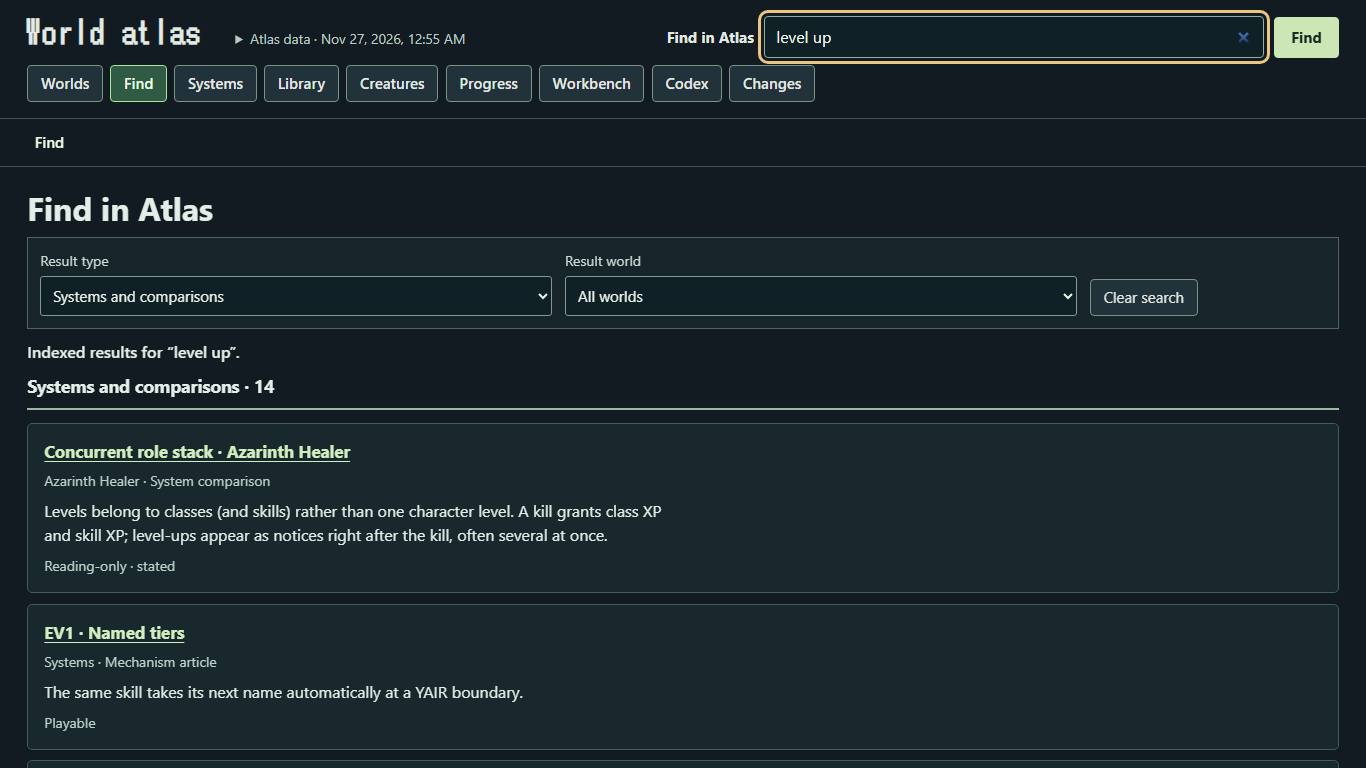 World atlas
▶ Atlas data · Nov 27, 2026, 12:55 AM
Find in Atlas
level up
×
Find
Worlds
Find
Systems
Library
Creatures
Progress
Workbench
Codex
Changes
Find
Find in Atlas
Result type
Result world
Systems and comparisons
All worlds
Clear search
Indexed results for “level up”.
Systems and comparisons · 14
Concurrent role stack · Azarinth Healer
Azarinth Healer · System comparison
Levels belong to classes (and skills) rather than one character level. A kill grants class XP
and skill XP; level-ups appear as notices right after the kill, often several at once.
Reading-only · stated
EV1 · Named tiers
Systems · Mechanism article
The same skill takes its next name automatically at a YAIR boundary.
Playable